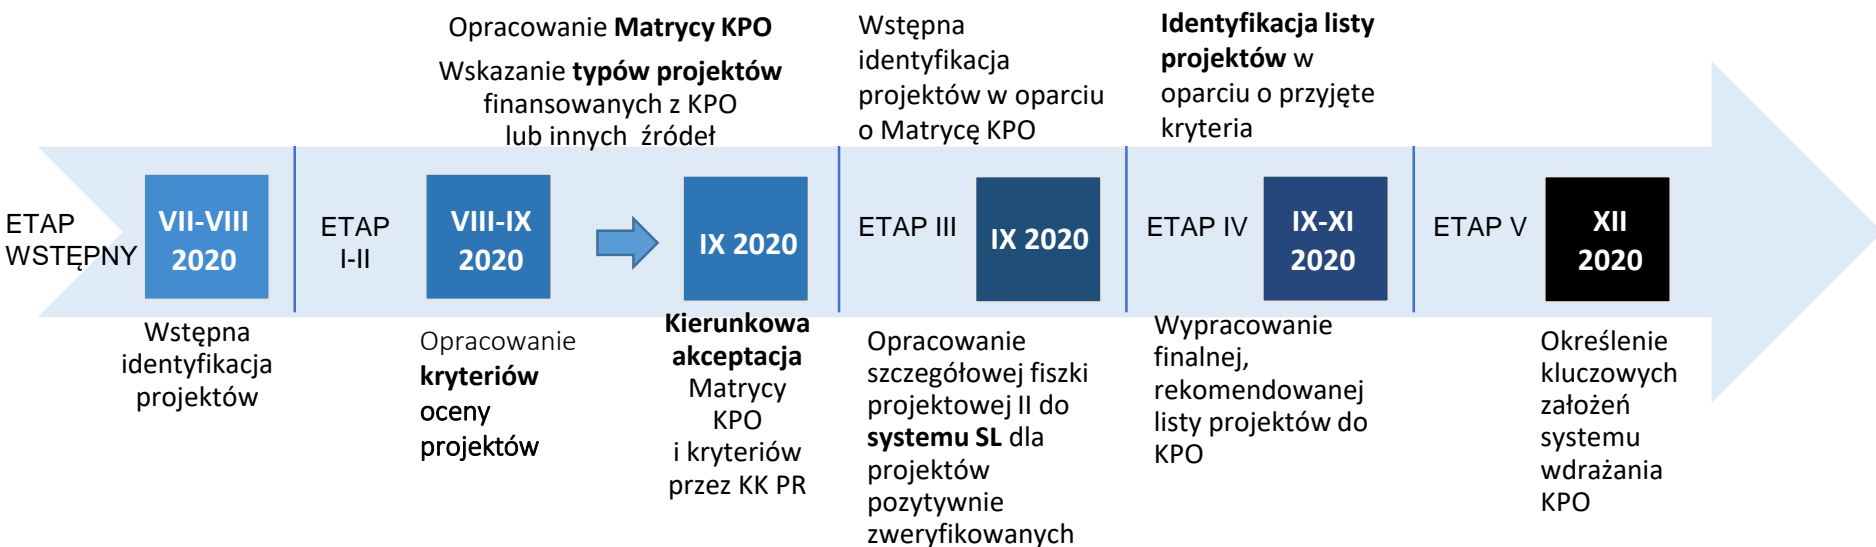 Opracowanie Matrycy KPO
Wskazanie typów projektów
finansowanych z KPO
lub innych źródeł
Wstępna
identyfikacja
projektów w oparciu
o Matrycę KPO
Identyfikacja listy
projektów w
oparciu o przyjęte
kryteria
ETAP
WSTĘPNY
VII-VIII
2020
ETAP
I-II
VIII-IX
2020
IX 2020
ETAP III
IX 2020
ETAP IV
IX-XI
2020
ETAP V
XII
2020
Wstępna
identyfikacja
projektów
Opracowanie
kryteriów
oceny
projektów
Kierunkowa
akceptacja
Matrycy
KPO
i kryteriów
przez KK PR
Opracowanie
szczegółowej fiszki
projektowej II do
systemu SL dla
projektów
pozytywnie
zweryfikowanych
Wypracowanie
finalnej,
rekomendowanej
listy projektów do
KPO
Określenie
kluczowych
założeń
systemu
wdrażania
KPO